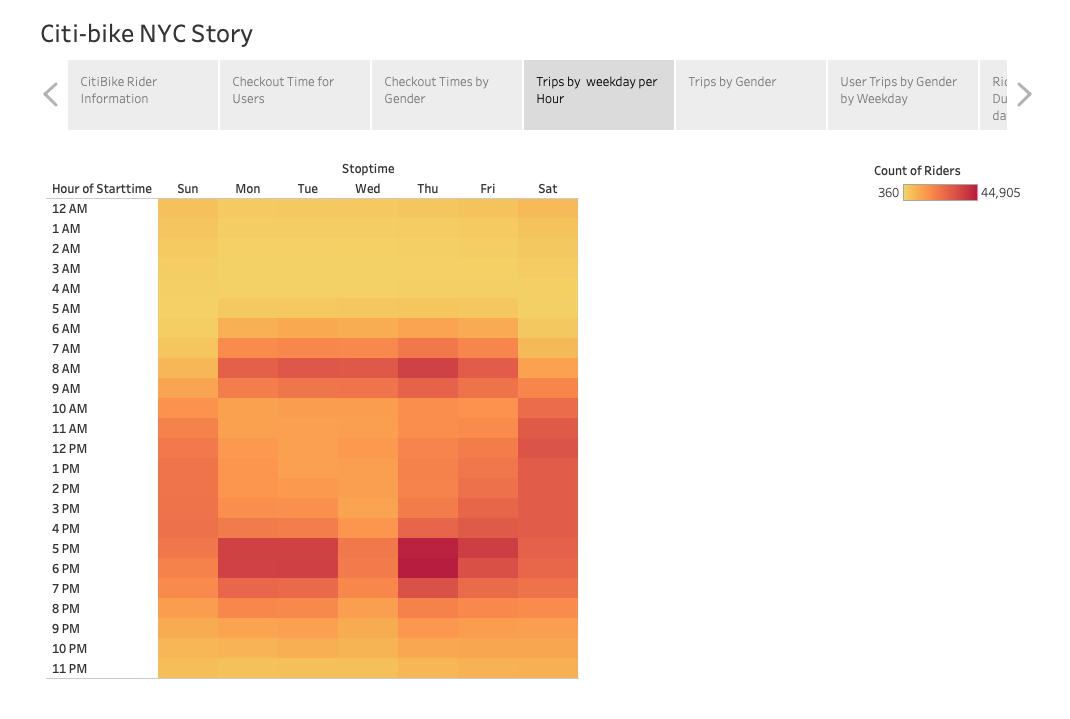 Citi-bike NYC Story
CitiBike Rider
Information
Checkout Time for
Users
Checkout Times by
Gender
Trips by weekday per
Hour
Trips by Gender
User Trips by Gender
by Weekday
Stoptime
Hour of Starttime Sun Mon Tue Wed Thu Fri Sat
12 AM
1 AM
2 AM
3 AM
4 AM
5 AM
6 AM
7 AM
8 AM
9 AM
10 AM
11 AM
12 PM
1 PM
2 PM
3 PM
4 PM
5 PM
6 PM
7 PM
8 PM
9 PM
10 PM
11 PM
Count of Riders
360 44,905